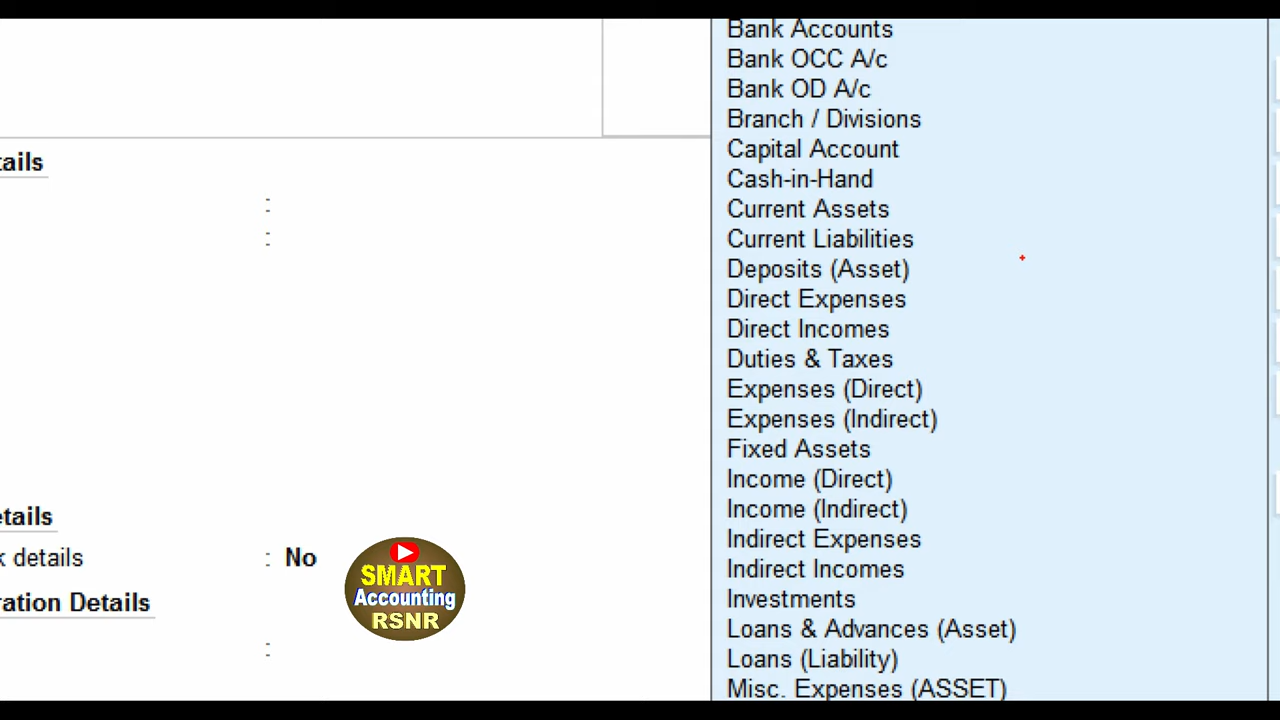 tails
:
:
etails
k details : No
ration Details
:
SMART
Accounting
RSNR
Bank Accounts
Bank OCC A/c
Bank OD A/c
Branch / Divisions
Capital Account
Cash-in-Hand
Current Assets
Current Liabilities
Deposits (Asset)
Direct Expenses
Direct Incomes
Duties & Taxes
Expenses (Direct)
Expenses (Indirect)
Fixed Assets
Income (Direct)
Income (Indirect)
Indirect Expenses
Indirect Incomes
Investments
Loans & Advances (Asset)
Loans (Liability)
Misc. Expenses (ASSET)